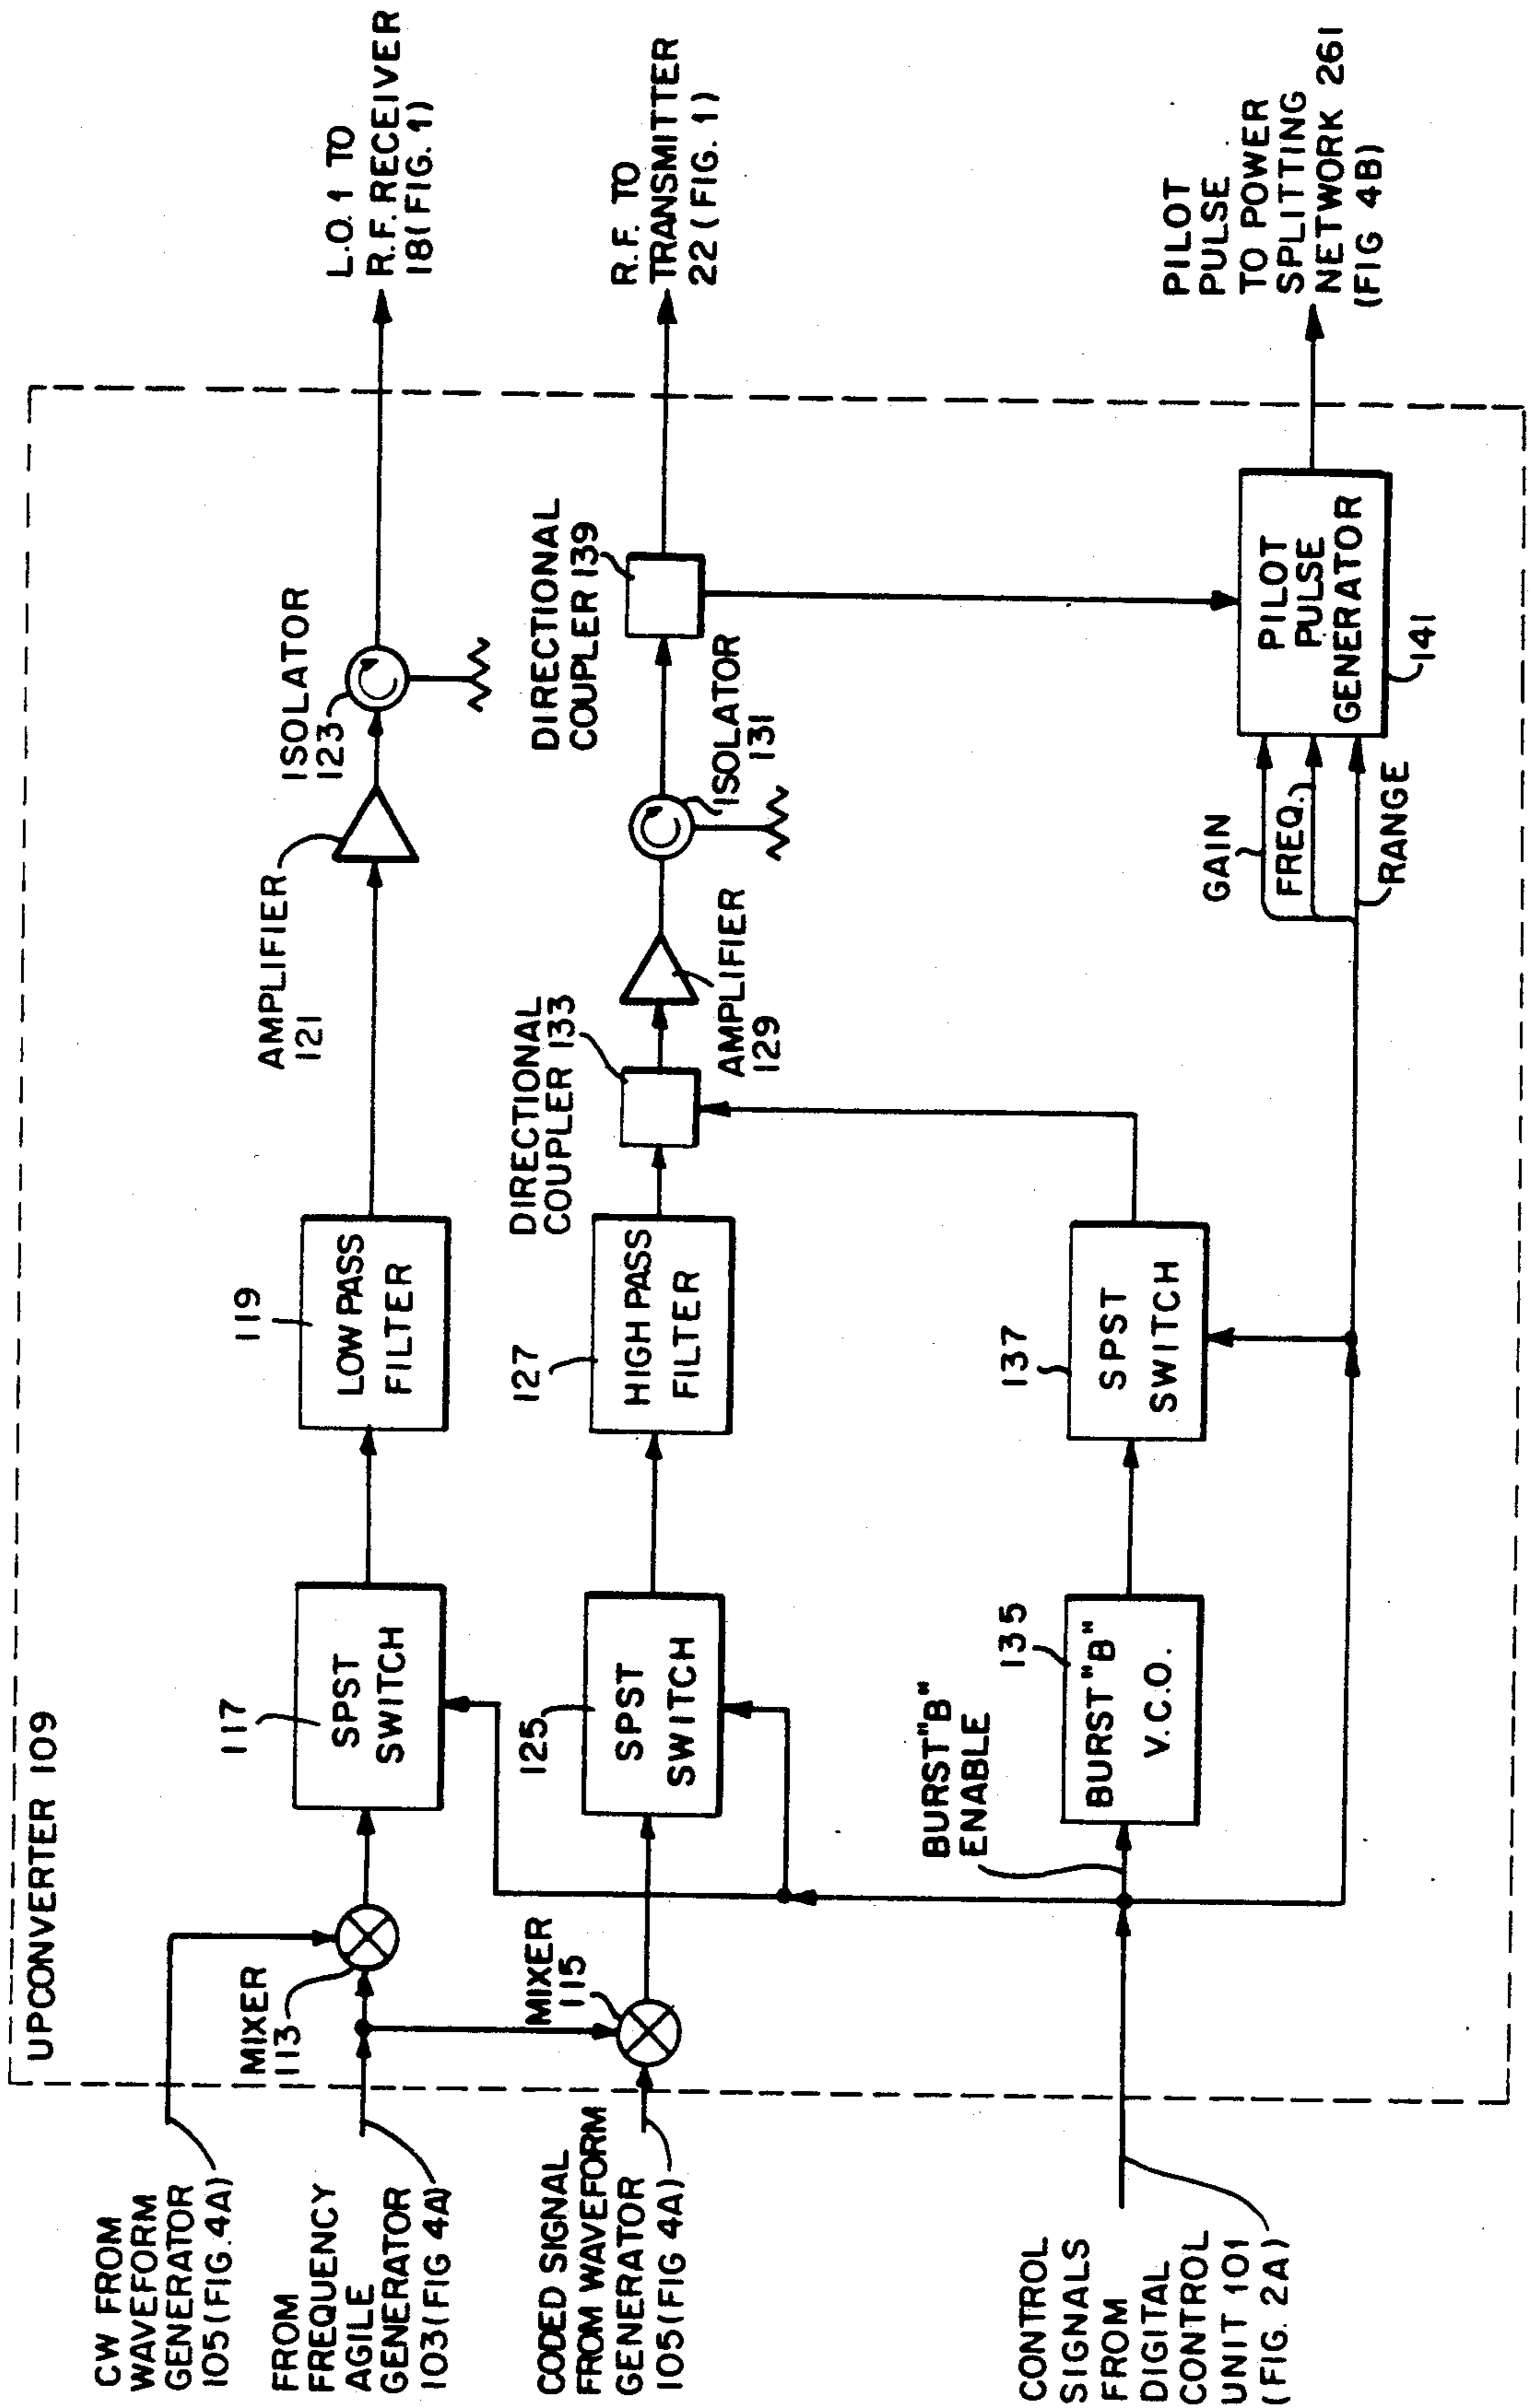 UPCONVERTER 109
CW FROM
WAVEFORM
GENERATOR
105(FIG.4A)
FROM
FREQUENCY
AGILE
GENERATOR
103(FIG 4A)
CODED SIGNAL
FROM WAVEFORM
GENERATOR
105(FIG 4A)
CONTROL
SIGNALS
FROM
DIGITAL
CONTROL
UNIT 101
(FIG. 2A)
MIXER
113
MIXER
115
117
SPST
SWITCH
119
LOW PASS
FILTER
AMPLIFIER
121
ISOLATOR
123
L.O.1 TO
R.F. RECEIVER
18(FIG. 1)
125
SPST
SWITCH
127
HIGH PASS
FILTER
DIRECTIONAL
COUPLER 133
AMPLIFIER
129
ISOLATOR
131
DIRECTIONAL
COUPLER 139
R.F. TO
TRANSMITTER
22 (FIG. 1)
BURST"B"
ENABLE
135
BURST"B"
V.C.O.
137
SPST
SWITCH
GAIN
FREQ.
RANGE
PILOT
PULSE
GENERATOR
141
PILOT
PULSE
TO POWER
SPLITTING
NETWORK 261
(FIG 4B)